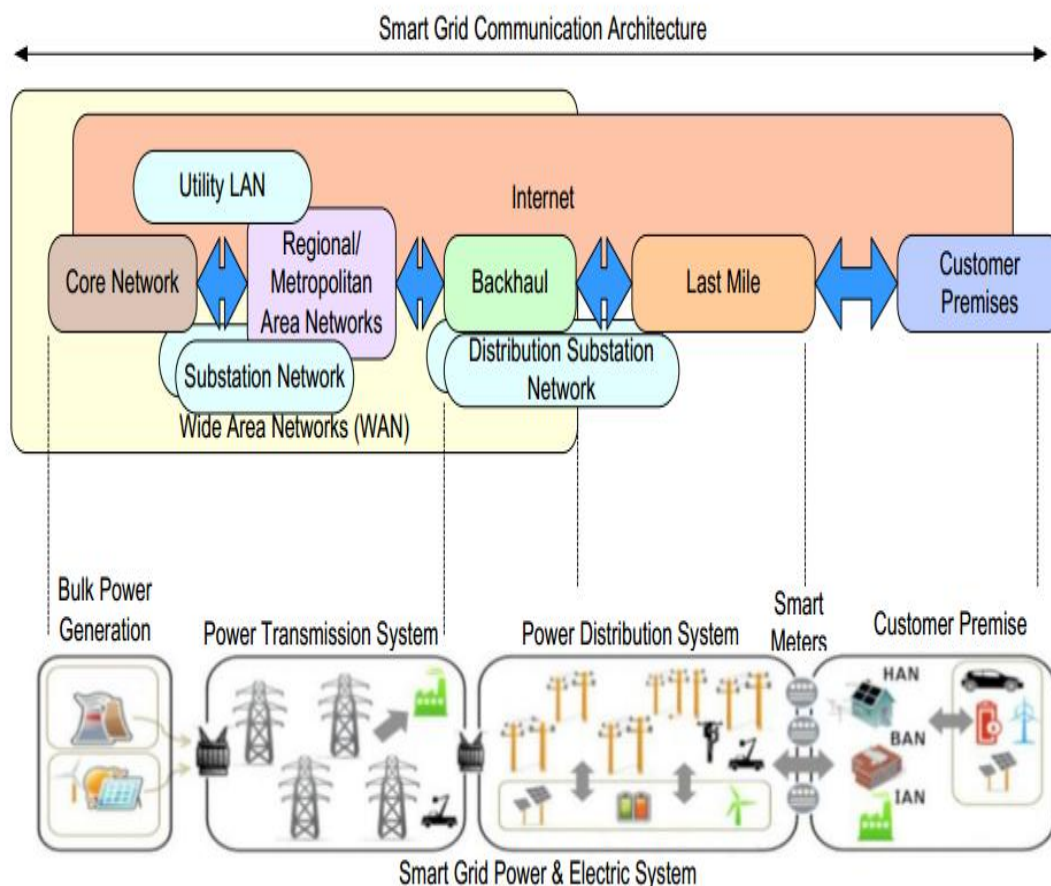 Smart Grid Communication Architecture
Utility LAN
Internet
Core Network
Regional/
Metropolitan
Area Networks
Backhaul
Last Mile
Customer
Premises
Substation Network
Distribution Substation
Network
Wide Area Networks (WAN)
Bulk Power
Generation
Power Transmission System
Power Distribution System
Smart
Meters
Customer Premise
HAN
BAN
IAN
Smart Grid Power & Electric System